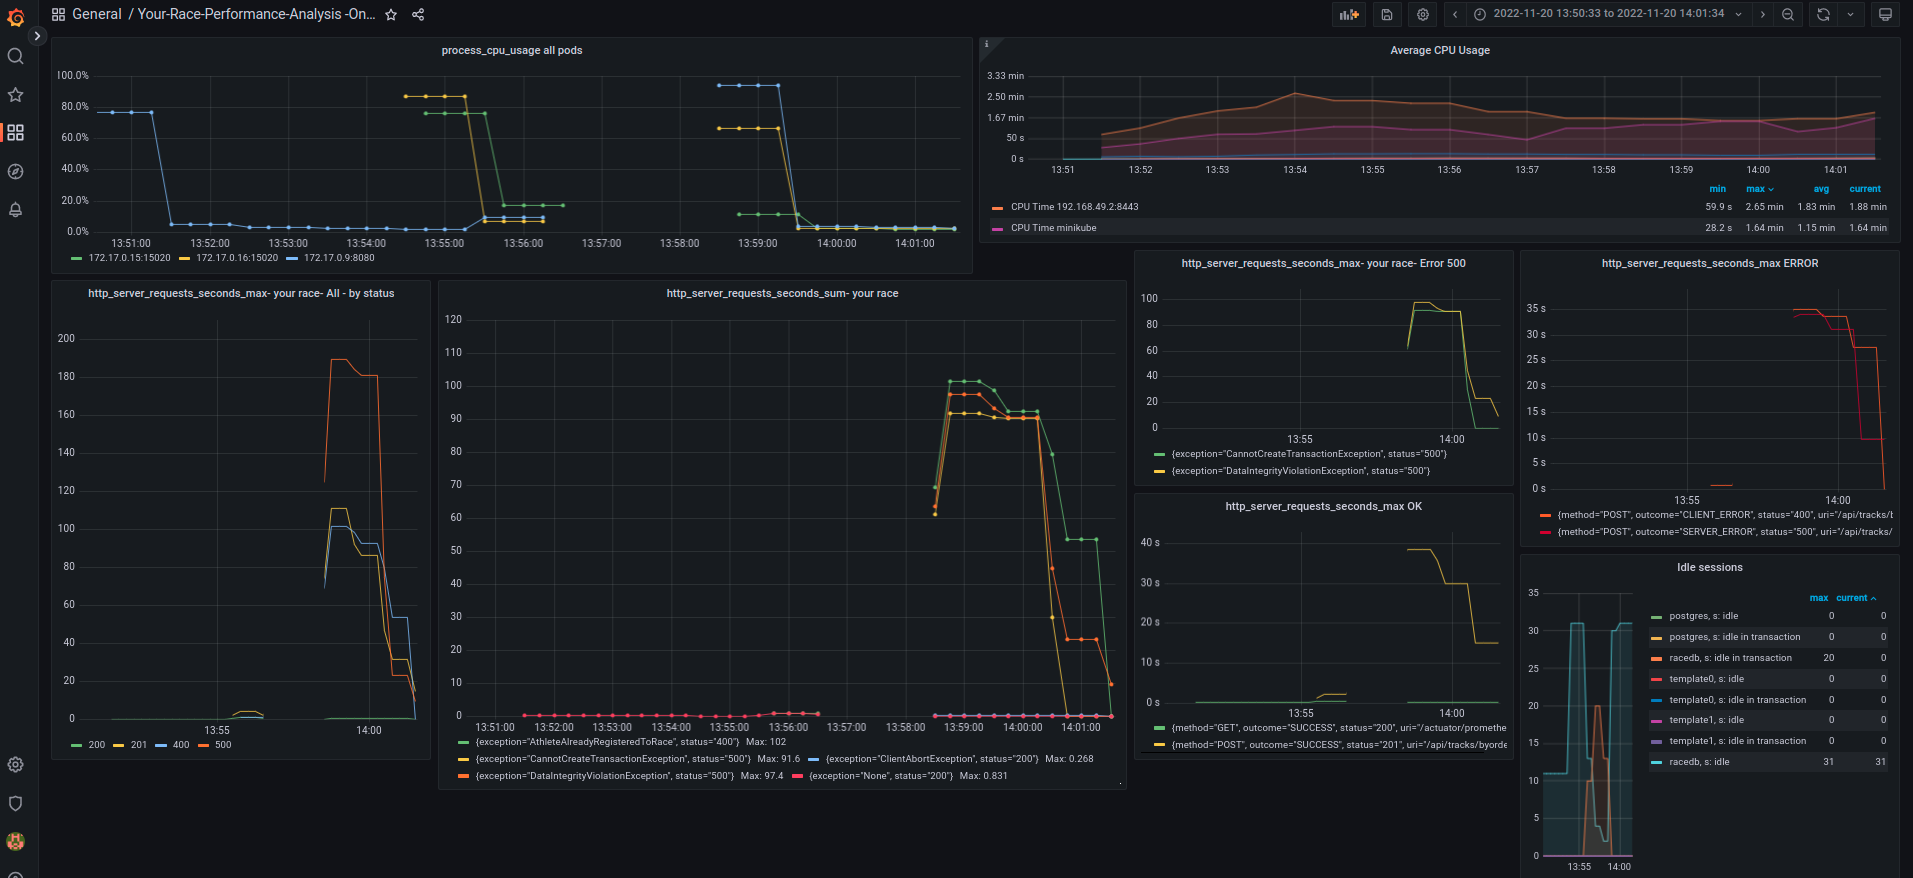 General / Your-Race-Performance-Analysis -On...
2022-11-20 13:50:33 to 2022-11-20 14:01:34
process_cpu_usage all pods
100.0%
80.0%
60.0%
40.0%
20.0%
0.0%
13:51:00 13:52:00 13:53:00 13:54:00 13:55:00 13:56:00 13:57:00 13:58:00 13:59:00 14:00:00 14:01:00
172.17.0.15:15020 172.17.0.16:15020 172.17.0.9:8080
i
Average CPU Usage
3.33 min
2.50 min
1.67 min
50 s
0 s
13:51 13:52 13:53 13:54 13:55 13:56 13:57 13:58 13:59 14:00 14:01
min max avg current
CPU Time 192.168.49.2:8443 59.9 s 2.65 min 1.83 min 1.88 min
CPU Time minikube 28.2 s 1.64 min 1.15 min 1.64 min
http_server_requests_seconds_max- your race- All - by status
200
180
160
140
120
100
80
60
40
20
0
13:55 14:00
200 201 400 500
http_server_requests_seconds_sum- your race
120
110
100
90
80
70
60
50
40
30
20
10
0
13:51:00 13:52:00 13:53:00 13:54:00 13:55:00 13:56:00 13:57:00 13:58:00 13:59:00 14:00:00 14:01:00
{exception="AthleteAlreadyRegisteredToRace", status="400"} Max: 102
{exception="CannotCreateTransactionException", status="500"} Max: 91.6 {exception="ClientAbortException", status="200"} Max: 0.268
{exception="DataIntegrityViolationException", status="500"} Max: 97.4 {exception="None", status="200"} Max: 0.831
http_server_requests_seconds_max- your race- Error 500
100
80
60
40
20
0
13:55 14:00
{exception="CannotCreateTransactionException", status="500"}
{exception="DataIntegrityViolationException", status="500"}
http_server_requests_seconds_max OK
40 s
30 s
20 s
10 s
0 s
13:55 14:00
{method="GET", outcome="SUCCESS", status="200", uri="/actuator/promethe
{method="POST", outcome="SUCCESS", status="201", uri="/api/tracks/byorde
http_server_requests_seconds_max ERROR
35 s
30 s
25 s
20 s
15 s
10 s
5 s
0 s
13:55 14:00
{method="POST", outcome="CLIENT_ERROR", status="400", uri="/api/tracks/b
{method="POST", outcome="SERVER_ERROR", status="500", uri="/api/tracks/
Idle sessions
35
30
25
20
15
10
5
0
13:55 14:00
max current
postgres, s: idle 0 0
postgres, s: idle in transaction 0 0
racedb, s: idle in transaction 20 0
template0, s: idle 0 0
template0, s: idle in transaction 0 0
template1, s: idle 0 0
template1, s: idle in transaction 0 0
racedb, s: idle 31 31